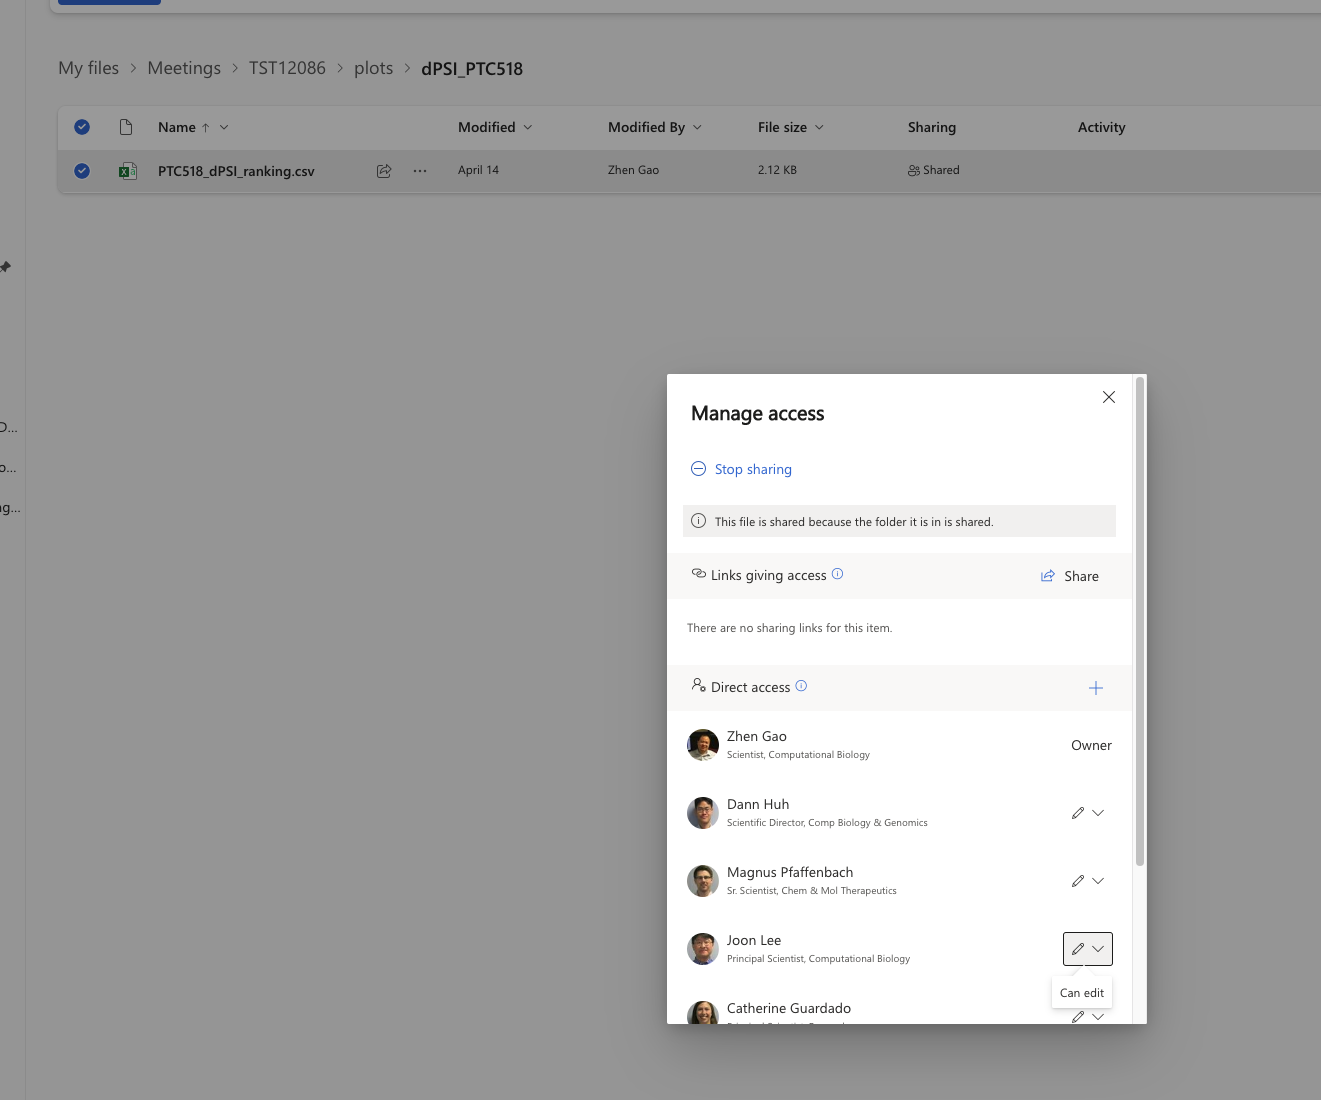 My files > Meetings > TST12086 > plots > dPSI_PTC518
Name Modified Modified By File size Sharing Activity
PTC518_dPSI_ranking.csv April 14 Zhen Gao 2.12 KB Shared
D...
o...
g...
Manage access
Stop sharing
This file is shared because the folder it is in is shared.
Links giving access Share
There are no sharing links for this item.
Direct access
Zhen Gao
Scientist, Computational Biology
Owner
Dann Huh
Scientific Director, Comp Biology & Genomics
Magnus Pfaffenbach
Sr. Scientist, Chem & Mol Therapeutics
Joon Lee
Principal Scientist, Computational Biology
Can edit
Catherine Guardado